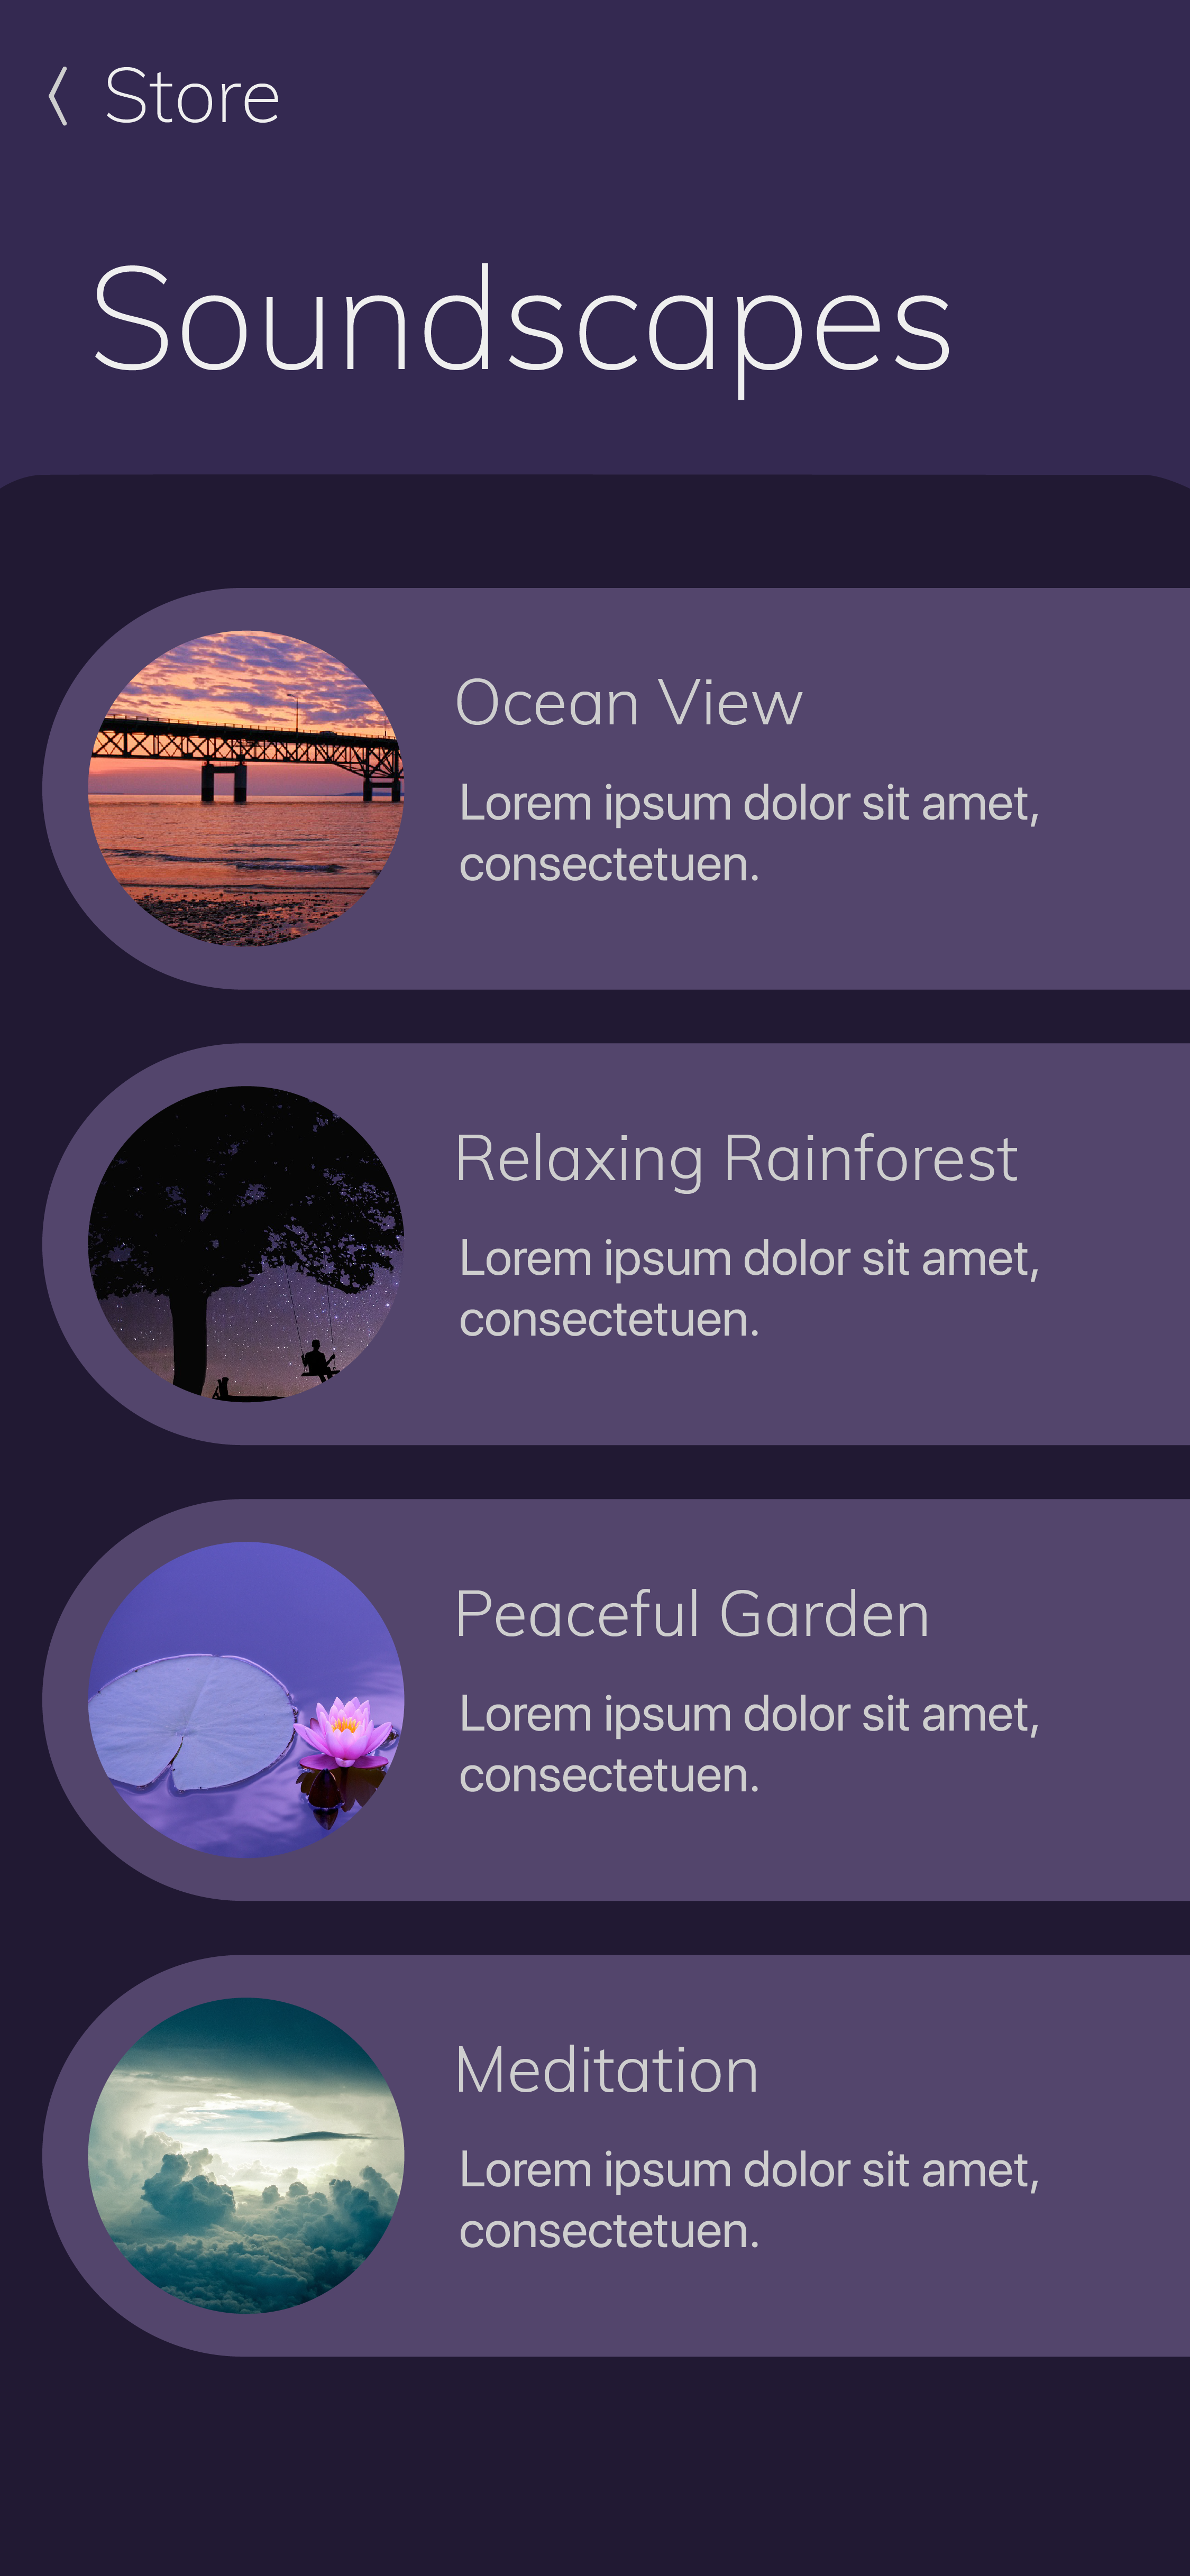 Store
Soundscapes
Ocean View
Lorem ipsum dolor sit amet,
consectetuen.
Relaxing Rainforest
Lorem ipsum dolor sit amet,
consectetuen.
Peaceful Garden
Lorem ipsum dolor sit amet,
consectetuen.
Meditation
Lorem ipsum dolor sit amet,
consectetuen.